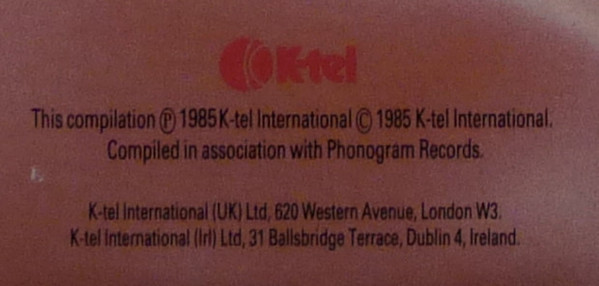 K-tel
This compilation ℗ 1985 K-tel International © 1985 K-tel International.
Compiled in association with Phonogram Records.
K-tel International (UK) Ltd, 620 Western Avenue, London W3.
K-tel International (Irl) Ltd, 31 Ballsbridge Terrace, Dublin 4, Ireland.